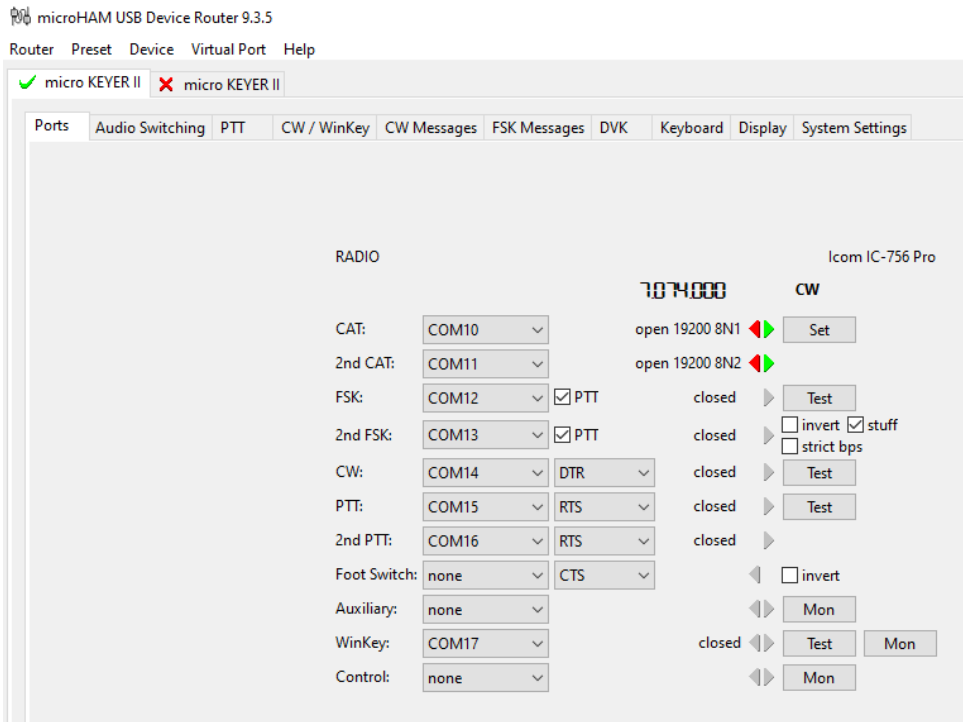 microHAM USB Device Router 9.3.5
Router Preset Device Virtual Port Help
micro KEYER II micro KEYER II
Ports Audio Switching PTT CW / WinKey CW Messages FSK Messages DVK Keyboard Display System Settings
RADIO Icom IC-756 Pro
7.074.000 CW
CAT: COM10 open 19200 8N1 Set
2nd CAT: COM11 open 19200 8N2
FSK: COM12 PTT closed Test
2nd FSK: COM13 PTT closed invert stuff
strict bps
CW: COM14 DTR closed Test
PTT: COM15 RTS closed Test
2nd PTT: COM16 RTS closed
Foot Switch: none CTS invert
Auxiliary: none Mon
WinKey: COM17 closed Test Mon
Control: none Mon